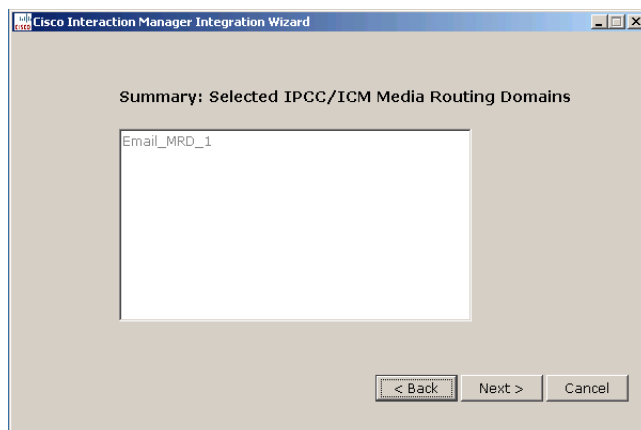 Cisco Interaction Manager Integration Wizard
Summary: Selected IPCC/ICM Media Routing Domains
Email_MRD_1
< Back
Next >
Cancel